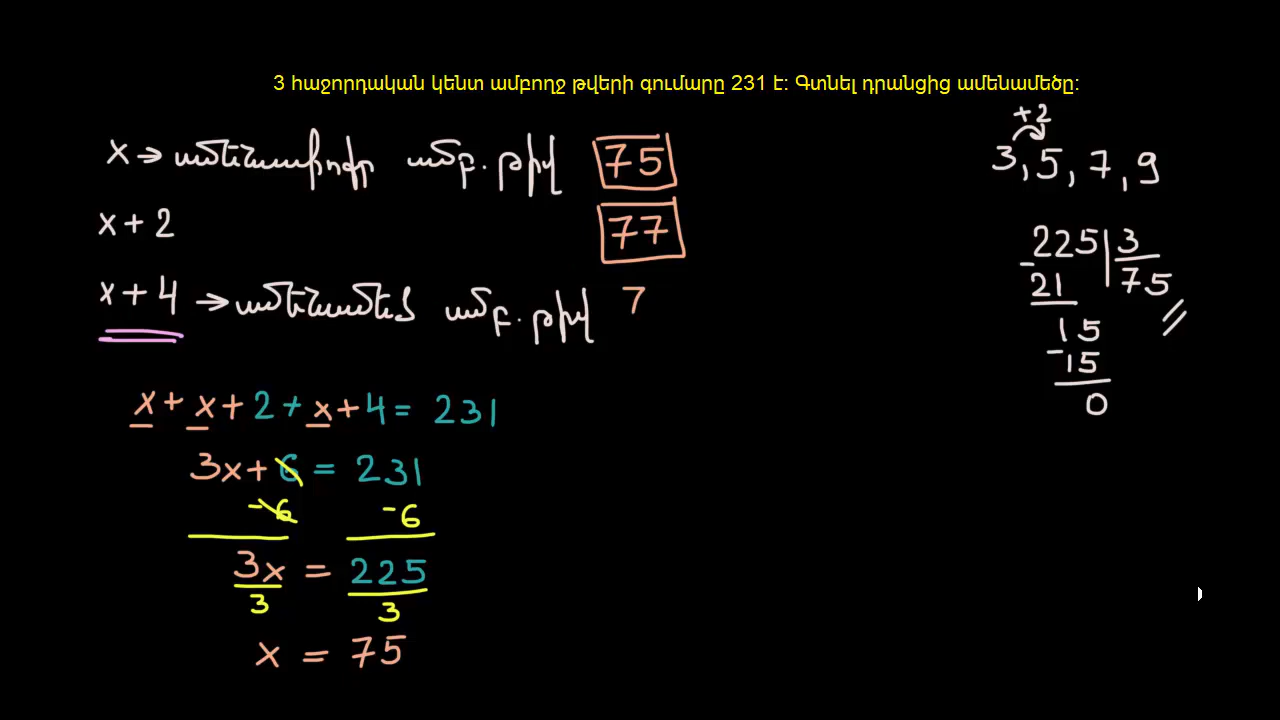 3 հաջորդական կենտ ամբողջ թվերի գումարը 231 է: Գտնել դրանցից ամենամեծը:
x → ամենափոքր ամբ. թիվ 75
x + 2 77
x + 4 → ամենամեծ ամբ. թիվ 7
x + x + 2 + x + 4 = 231
3x + 6 = 231
-6 -6
3x = 225
3 3
x = 75
+2
3, 5, 7, 9
225 3
-21 75
15
-15
0